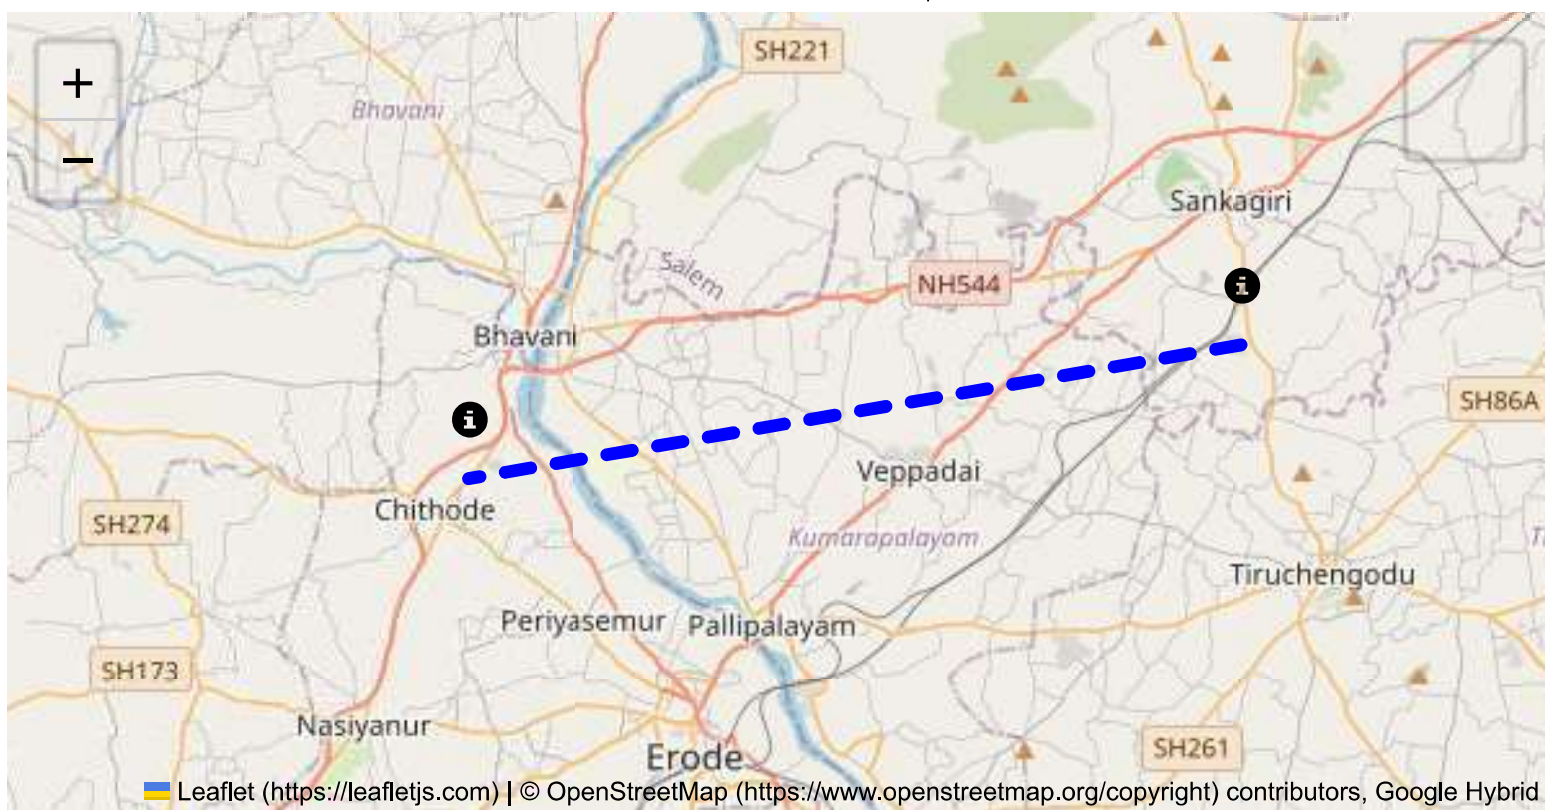 SH221
+
Bhavani
−
Sankagiri
Salem
NH544
Bhavani
SH86A
Veppadai
Chithode
SH274
Kumarapalayam
Tiruchengodu
Periyasemur
Pallipalayam
SH173
Nasiyanur
SH261
Erode
Leaflet (https://leafletjs.com) | © OpenStreetMap (https://www.openstreetmap.org/copyright) contributors, Google Hybrid